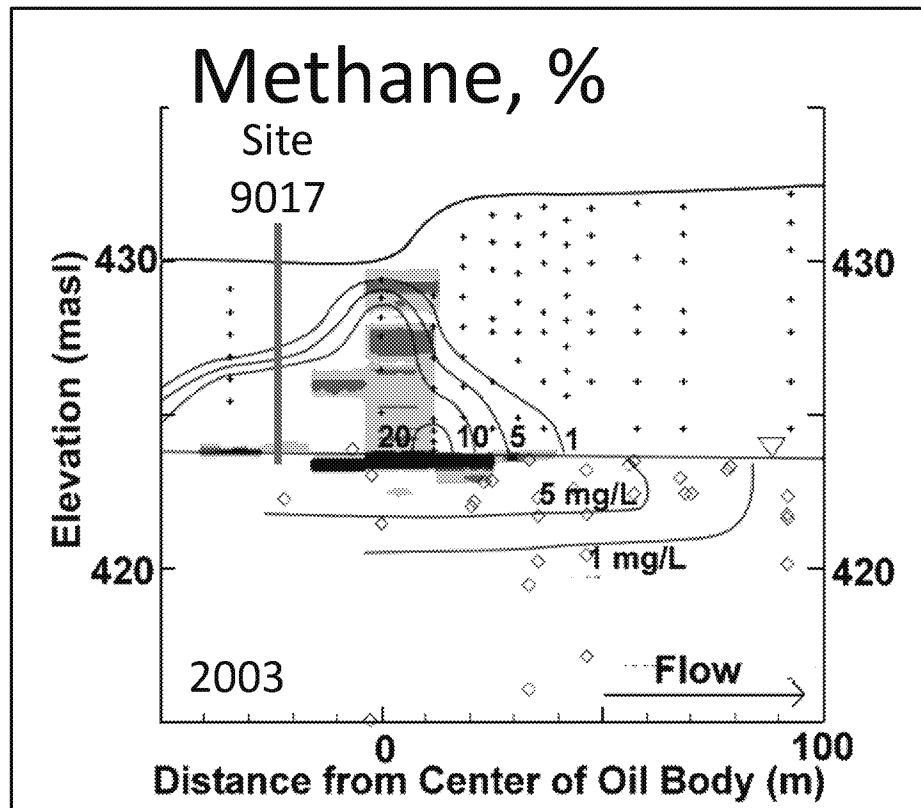 Methane, %
Site
9017
430
430
Elevation (masl)
20
10
5
1
5 mg/L
1 mg/L
420
420
2003
Flow
0
100
Distance from Center of Oil Body (m)